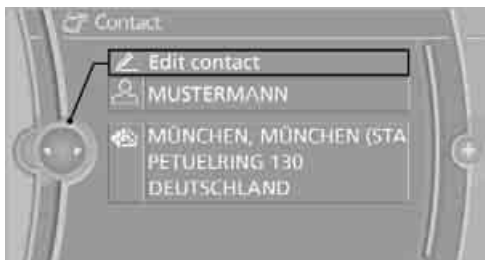 Contact
Edit contact
MUSTERMANN
MÜNCHEN, MÜNCHEN (STA
PETUELRING 130
DEUTSCHLAND